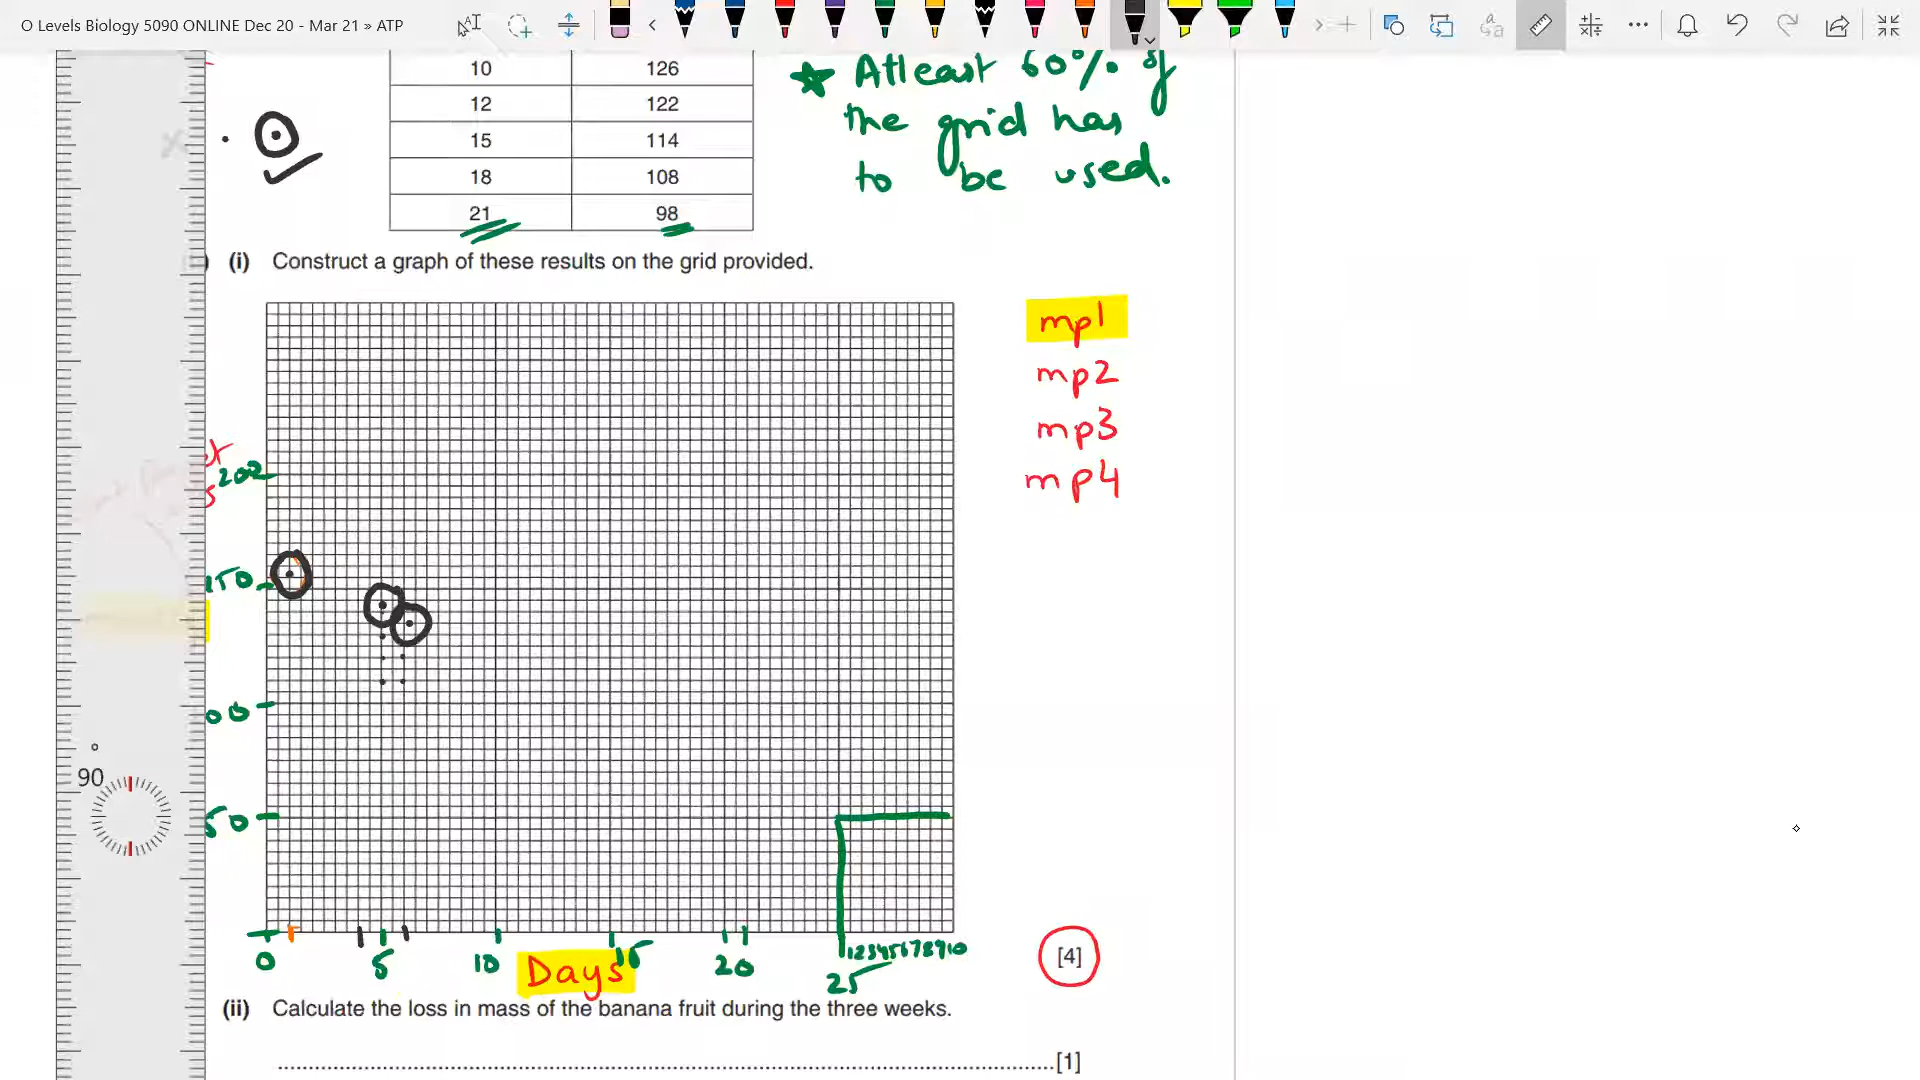 O Levels Biology 5090 ONLINE Dec 20 - Mar 21 » ATP
10 126
12 122
15 114
18 108
21 98
★ Atleast 60% of
the grid has
to be used.
(i) Construct a graph of these results on the grid provided.
mp1
mp2
mp3
mp4
200
150
00
50
90
0 5 10 15 20 25
12345678910
Days
[4]
(ii) Calculate the loss in mass of the banana fruit during the three weeks.
[1]